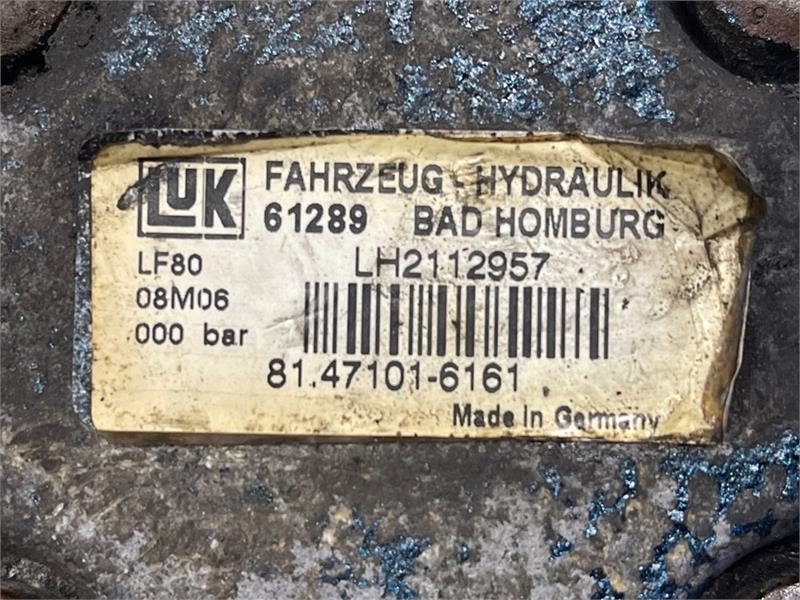 LuK FAHRZEUG - HYDRAULIK
61289 BAD HOMBURG
LF80 LH2112957
08M06
000 bar
81.47101-6161
Made in Germany